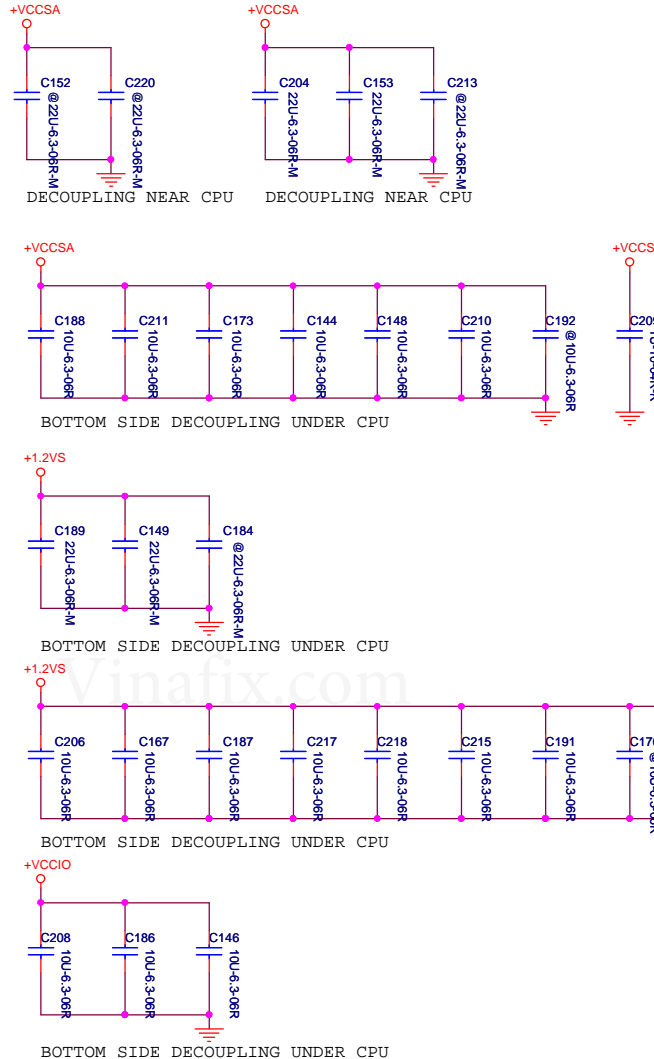 +VCCSA
+VCCSA
C152
C220
C204
C153
C213
@22U-6.3-06R-M
@22U-6.3-06R-M
22U-6.3-06R-M
22U-6.3-06R-M
@22U-6.3-06R-M
DECOUPLING NEAR CPU
DECOUPLING NEAR CPU
+VCCSA
C188
C211
C173
C144
C148
C210
C192
10U-6.3-06R
10U-6.3-06R
10U-6.3-06R
10U-6.3-06R
10U-6.3-06R
10U-6.3-06R
@10U-6.3-06R
BOTTOM SIDE DECOUPLING UNDER CPU
+1.2VS
C189
C149
C184
22U-6.3-06R-M
22U-6.3-06R-M
@22U-6.3-06R-M
BOTTOM SIDE DECOUPLING UNDER CPU
Vinafix.com
+1.2VS
C206
C167
C187
C217
C218
C215
C191
10U-6.3-06R
10U-6.3-06R
10U-6.3-06R
10U-6.3-06R
10U-6.3-06R
10U-6.3-06R
10U-6.3-06R
BOTTOM SIDE DECOUPLING UNDER CPU
+VCCIO
C208
C186
C146
10U-6.3-06R
10U-6.3-06R
10U-6.3-06R
BOTTOM SIDE DECOUPLING UNDER CPU